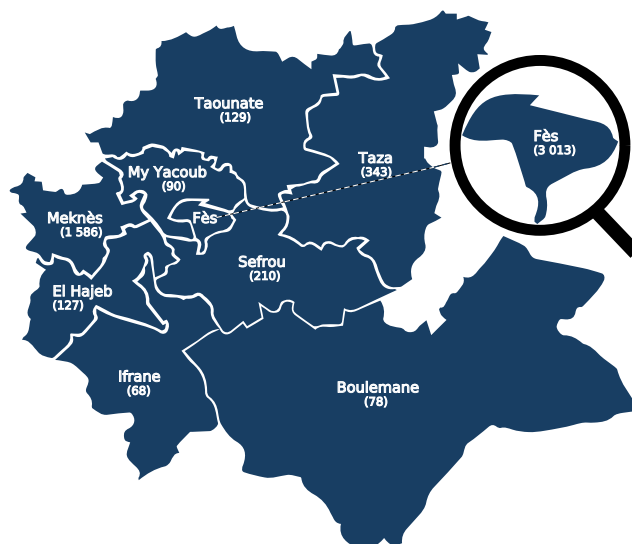 Taounate
(129)
Fès
(3 013)
Taza
(343)
My Yacoub
(90)
Meknès
(1 586)
Fès
Sefrou
(210)
El Hajeb
(127)
Ifrane
(68)
Boulemane
(78)